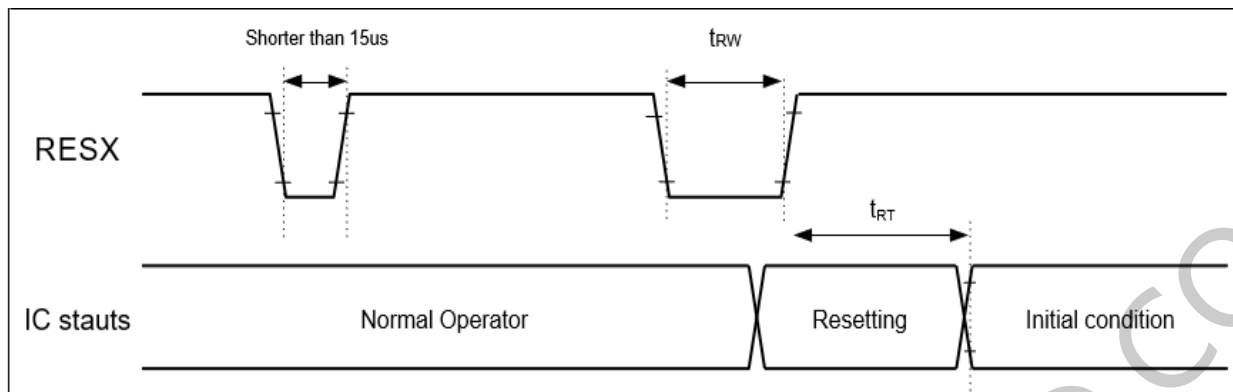 Shorter than 15us
tRW
RESX
tRT
IC stauts
Normal Operator
Resetting
Initial condition